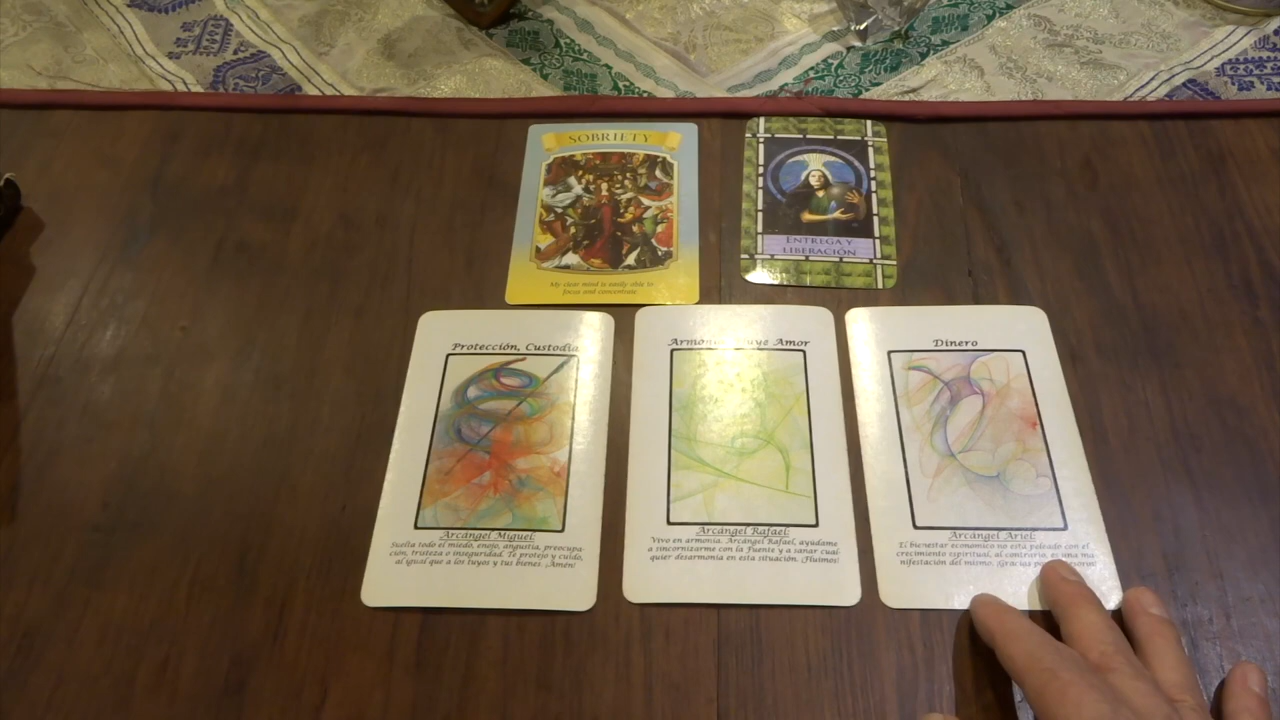 SOBRIETY
My clear mind is easily able to
focus and concentrate.
ENTREGA Y
LIBERACIÓN
Protección, Custodia
Arcángel Miguel:
Suelta todo el miedo, enojo, angustia, preocupa-
ción, tristeza o inseguridad. Te protejo y cuido,
al igual que a los tuyos y tus bienes. ¡Amén!
Amor
Arcángel Rafael:
Vivo en armonía. Arcángel Rafael, ayúdame
a sincornizarme con la Fuente y a sanar cual-
quier desarmonía en esta situación. ¡Fluimos!
Dinero
Arcángel Ariel:
El bienestar económico no está peleado con el
crecimiento espiritual, al contrario, es una ma-
nifestación del mismo. ¡Gracias por